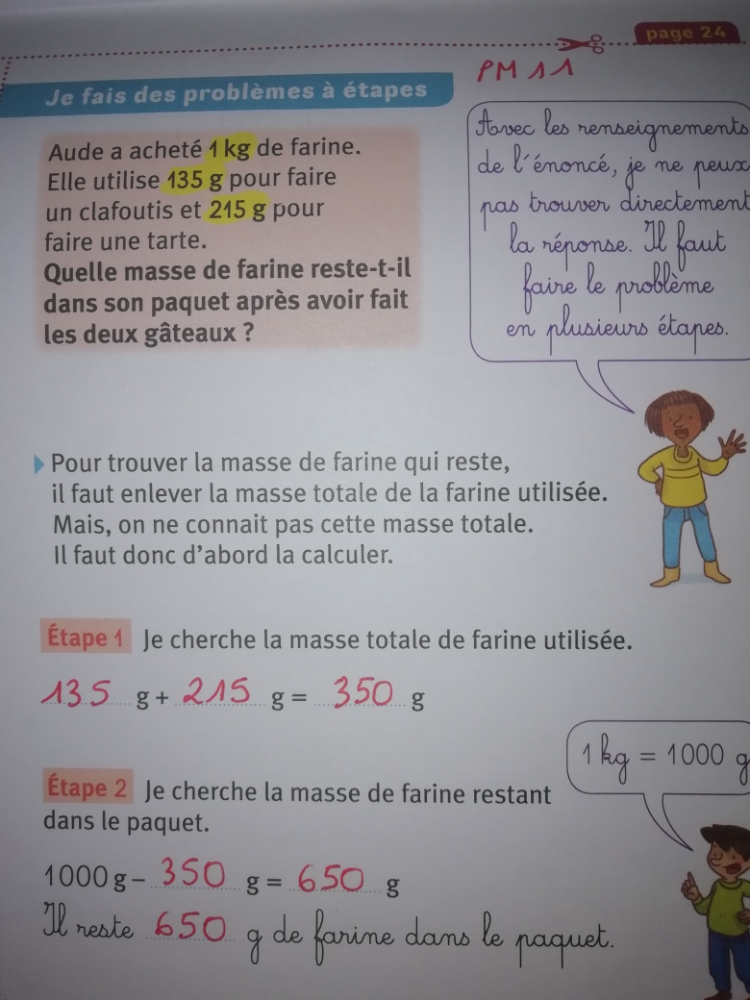 page 24
PM 11
Je fais des problèmes à étapes
Aude a acheté 1 kg de farine.
Elle utilise 135 g pour faire
un clafoutis et 215 g pour
faire une tarte.
Quelle masse de farine reste-t-il
dans son paquet après avoir fait
les deux gâteaux ?
Avec les renseignements
de l'énoncé, je ne peux
pas trouver directement
la réponse. Il faut
faire le problème
en plusieurs étapes.
Pour trouver la masse de farine qui reste,
il faut enlever la masse totale de la farine utilisée.
Mais, on ne connait pas cette masse totale.
Il faut donc d'abord la calculer.
Étape 1 Je cherche la masse totale de farine utilisée.
135 g + 215 g = 350 g
1 kg = 1000 g
Étape 2 Je cherche la masse de farine restant
dans le paquet.
1000 g – 350 g = 650 g
Il reste 650 g de farine dans le paquet.